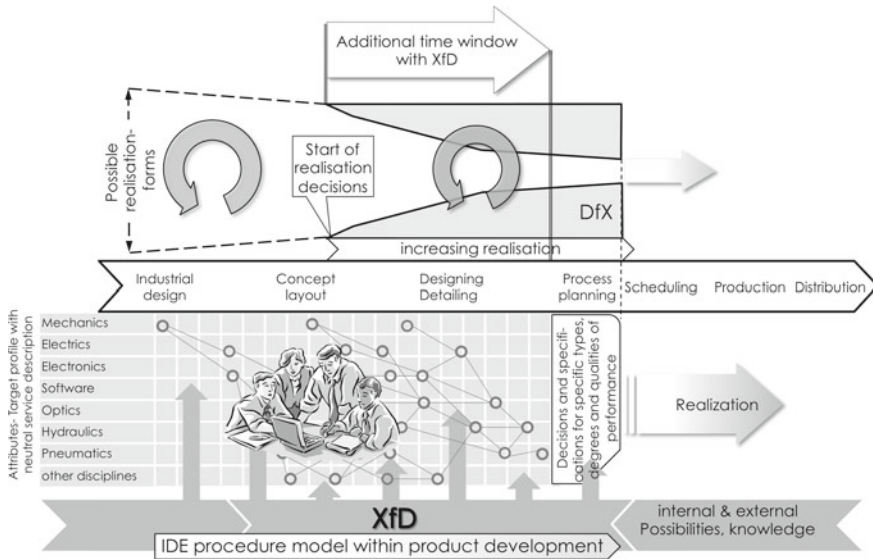 Additional time window
with XfD
Possible
realisation-
forms
Start of
realisation
decisions
DfX
increasing realisation
Industrial
design
Concept
layout
Designing
Detailing
Process
planning
Scheduling
Production
Distribution
Attributes- Target profile with
neutral service description
Mechanics
Electrics
Electronics
Software
Optics
Hydraulics
Pneumatics
other disciplines
Decisions and specifi-
cations for specific types,
degrees and qualities of
performance
Realization
XfD
IDE procedure model within product development
internal & external
Possibilities, knowledge